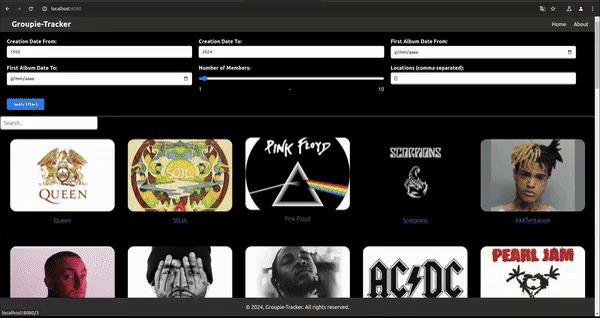 localhost:8080
Groupie-Tracker
Home About
Creation Date From: Creation Date To: First Album Date From:
1950 2024 jj/mm/aaaa
First Album Date To: Number of Members: Locations (comma separated):
jj/mm/aaaa
1 - 10
[]
Search...
QUEEN
SOJA
PINK FLOYD
SCORPIONS
Queen SOJA Pink Floyd Scorpions XXXTentacion
AC DC
PEARL JAM
© 2024, Groupie-Tracker. All rights reserved.
localhost:8080/3